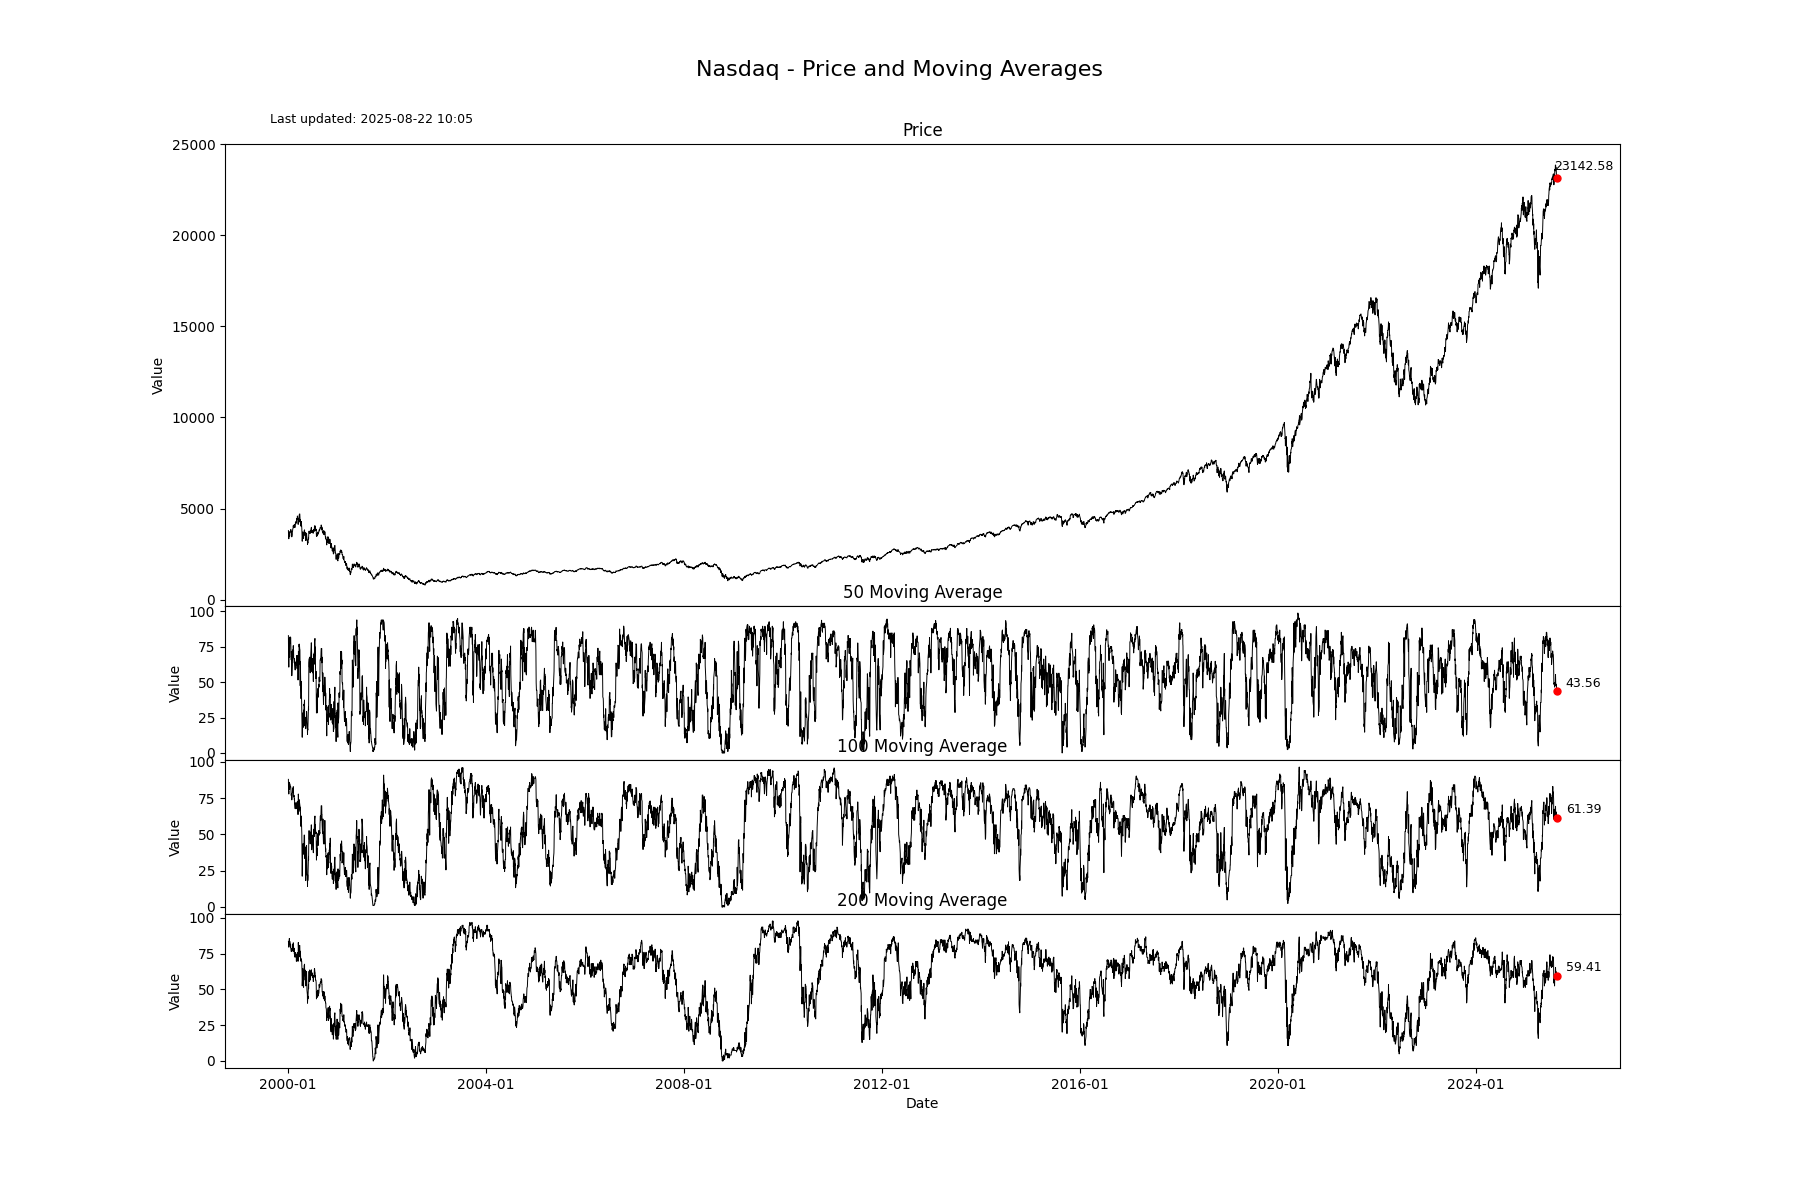 Nasdaq - Price and Moving Averages
Last updated: 2025-08-22 10:05
Price
25000
23142.58
20000
15000
Value
10000
5000
0
50 Moving Average
100
75
Value
50
43.56
25
0
100 Moving Average
100
75
61.39
Value
50
25
0
200 Moving Average
100
75
59.41
Value
50
25
0
2000-01 2004-01 2008-01 2012-01 2016-01 2020-01 2024-01
Date